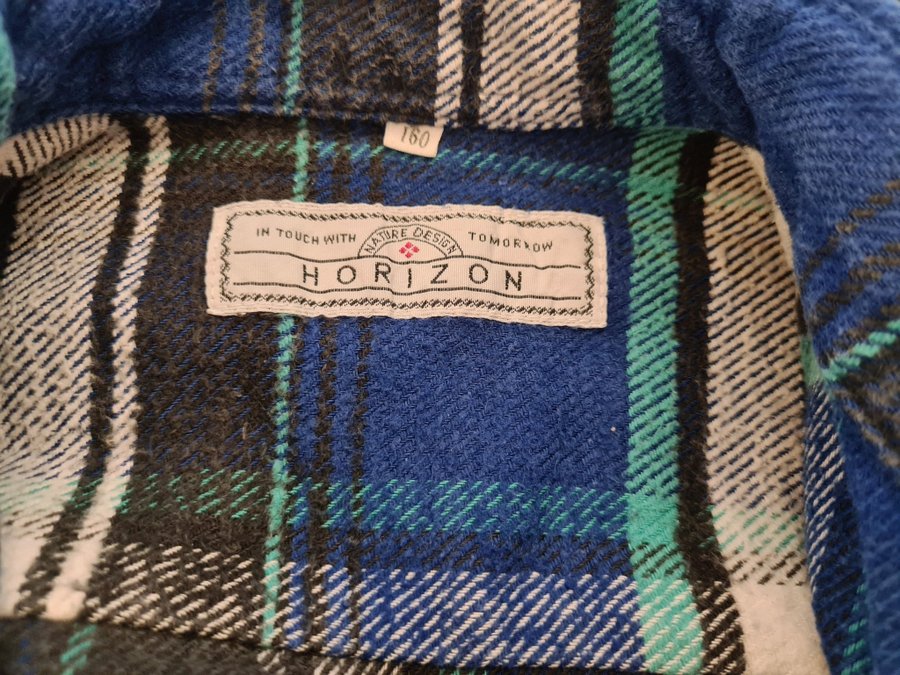 160
IN TOUCH WITH NATURE DESIGN TOMORROW
HORIZON